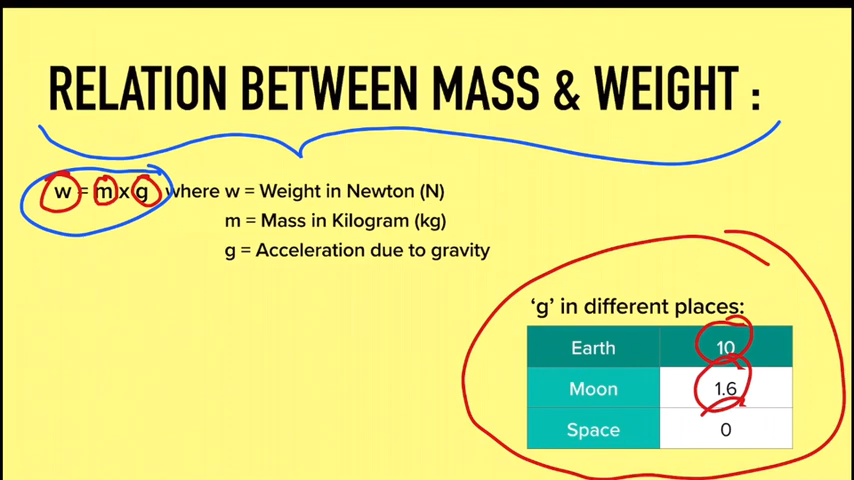 RELATION BETWEEN MASS & WEIGHT :
w = m x g where w = Weight in Newton (N)
m = Mass in Kilogram (kg)
g = Acceleration due to gravity
‘g’ in different places:
Earth 10
Moon 1.6
Space 0